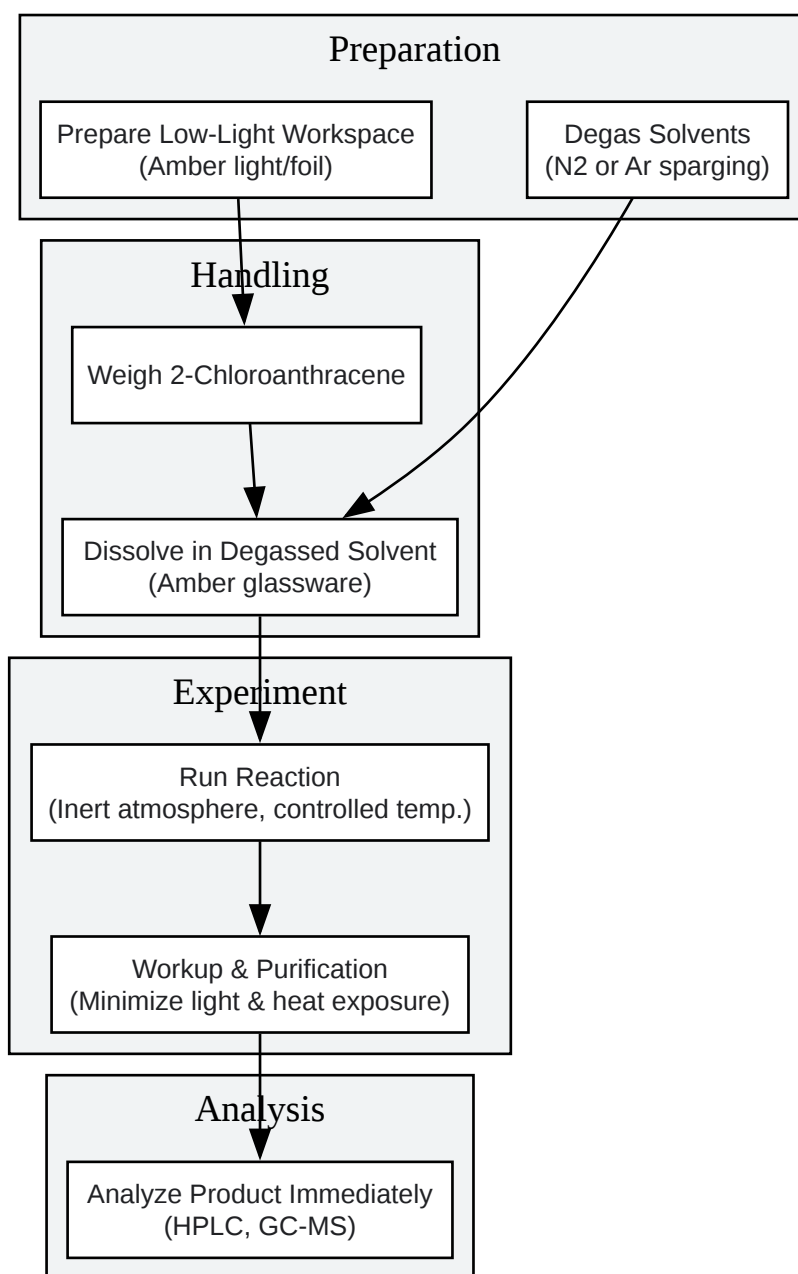 Preparation
Prepare Low-Light Workspace
(Amber light/foil)
Degas Solvents
(N2 or Ar sparging)
Handling
Weigh 2-Chloroanthracene
Dissolve in Degassed Solvent
(Amber glassware)
Experiment
Run Reaction
(Inert atmosphere, controlled temp.)
Workup & Purification
(Minimize light & heat exposure)
Analysis
Analyze Product Immediately
(HPLC, GC-MS)